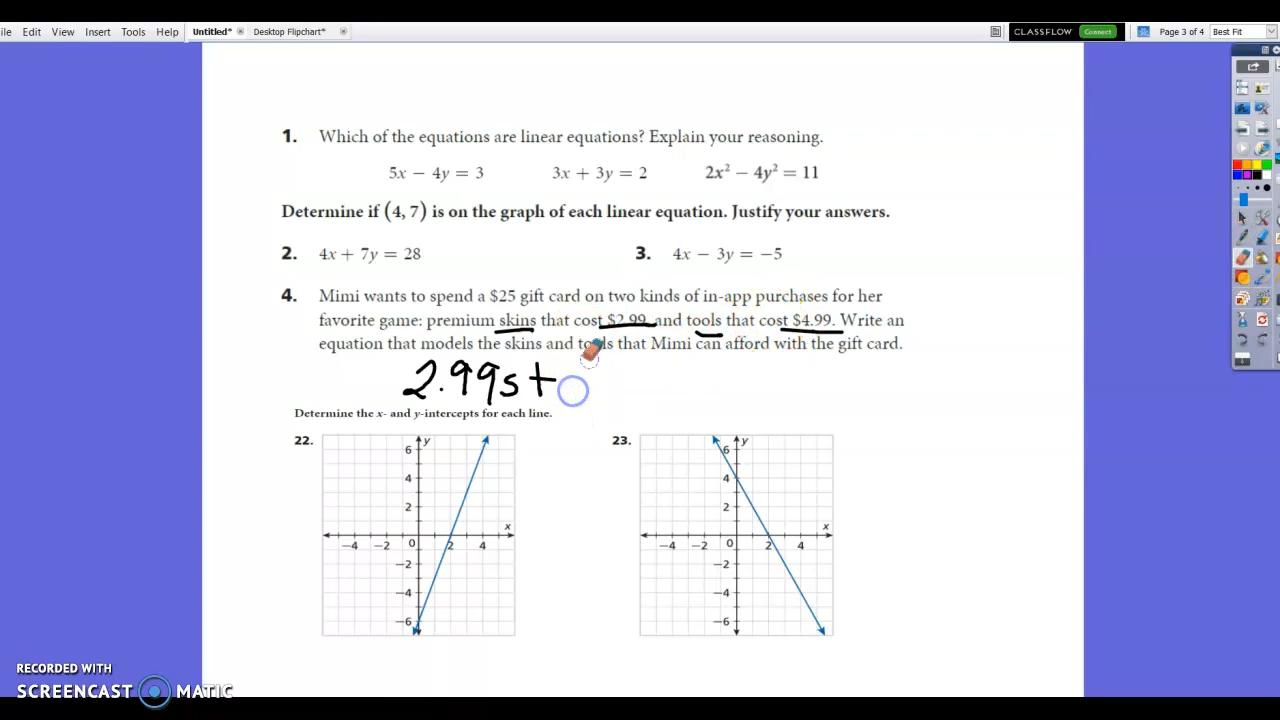 ile Edit View Insert Tools Help Untitled* Desktop Flipchart* CLASSFLOW Connect Page 3 of 4 Best Fit
1. Which of the equations are linear equations? Explain your reasoning.
5x − 4y = 3 3x + 3y = 2 2x² − 4y² = 11
Determine if (4, 7) is on the graph of each linear equation. Justify your answers.
2. 4x + 7y = 28 3. 4x − 3y = −5
4. Mimi wants to spend a $25 gift card on two kinds of in-app purchases for her
favorite game: premium skins that cost $2.99 and tools that cost $4.99. Write an
equation that models the skins and tools that Mimi can afford with the gift card.
2.99s +
Determine the x- and y-intercepts for each line.
22. 23.
y y
6 6
4 4
2 2
x x
−4 −2 0 2 4 −4 −2 0 2 4
−2 −2
−4 −4
−6 −6
RECORDED WITH
SCREENCAST MATIC